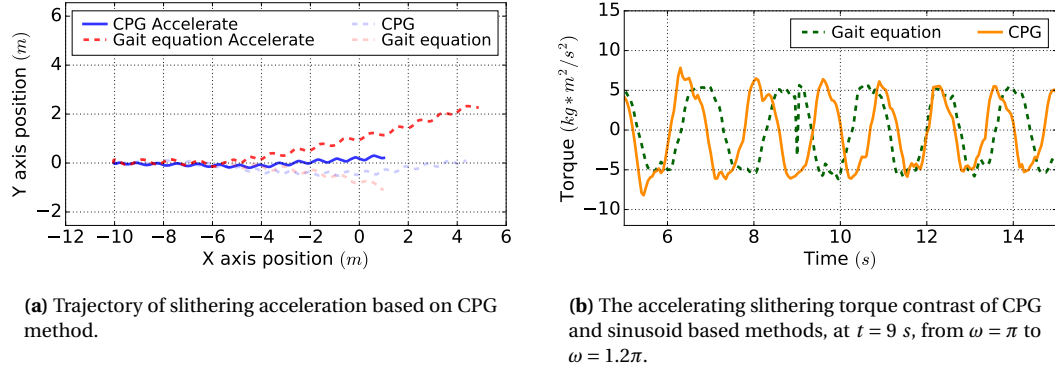 CPG Accelerate
Gait equation Accelerate
CPG
Gait equation
6
4
2
0
−2
Y axis position (m)
−12 −10 −8 −6 −4 −2 0 2 4 6
X axis position (m)
(a) Trajectory of slithering acceleration based on CPG
method.
Gait equation CPG
15
10
5
0
−5
−10
Torque (kg∗m²/s²)
6 8 10 12 14
Time (s)
(b) The accelerating slithering torque contrast of CPG
and sinusoid based methods, at t = 9 s, from ω = π to
ω = 1.2π.